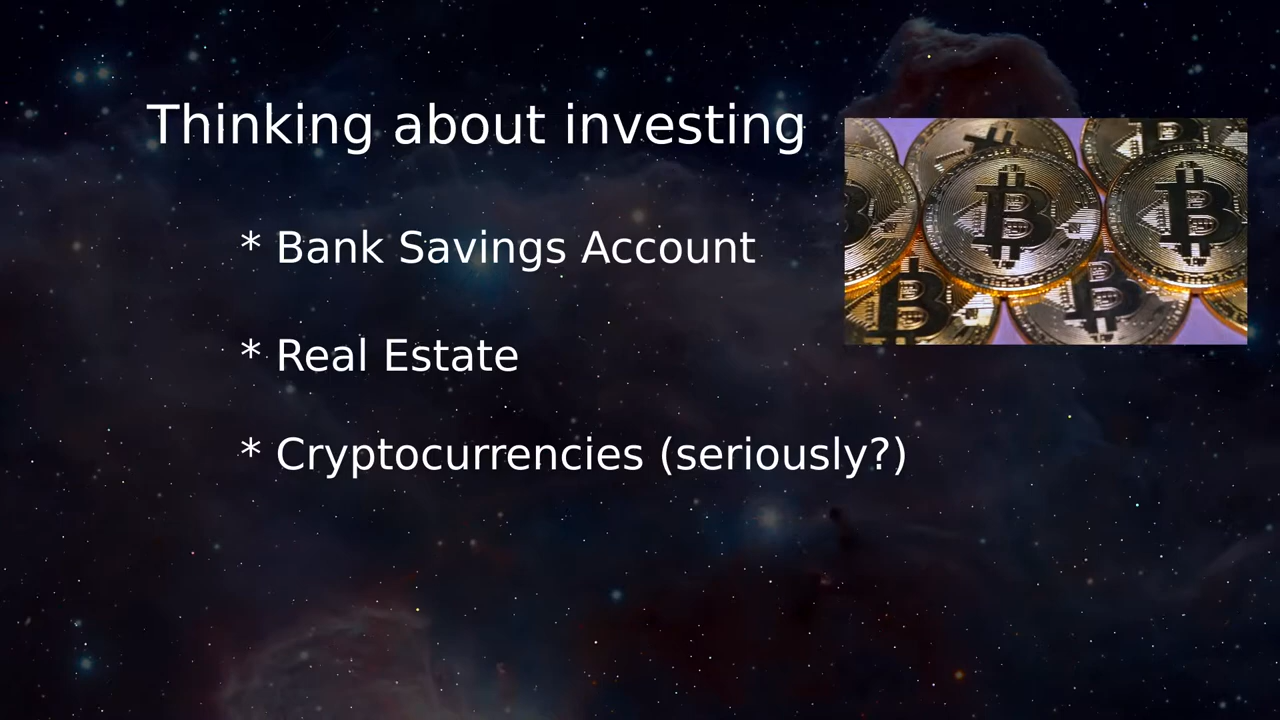 Thinking about investing
* Bank Savings Account
* Real Estate
* Cryptocurrencies (seriously?)